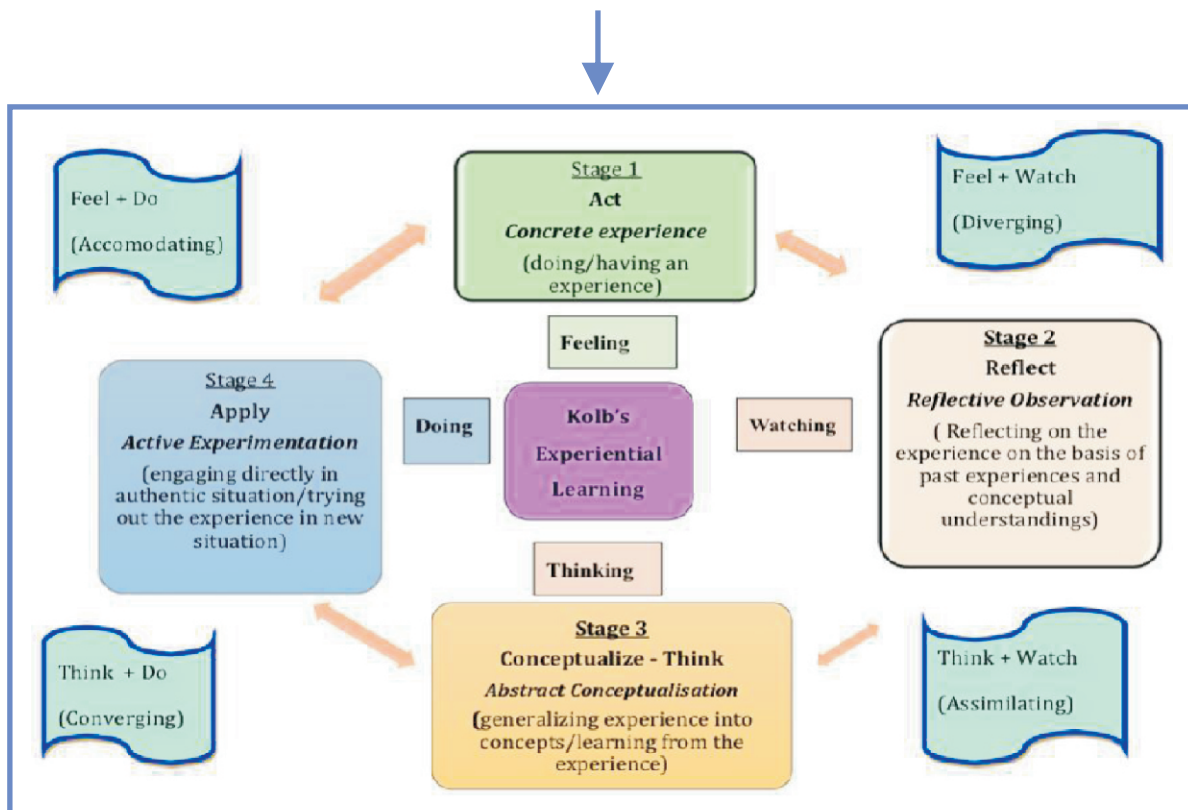 Feel + Do
(Accomodating)
Stage 1
Act
Concrete experience
(doing/having an
experience)
Feel + Watch
(Diverging)
Feeling
Stage 4
Apply
Active Experimentation
(engaging directly in
authentic situation/trying
out the experience in new
situation)
Doing
Kolb's
Experiential
Learning
Watching
Stage 2
Reflect
Reflective Observation
( Reflecting on the
experience on the basis of
past experiences and
conceptual
understandings)
Thinking
Think + Do
(Converging)
Stage 3
Conceptualize - Think
Abstract Conceptualisation
(generalizing experience into
concepts/learning from the
experience)
Think + Watch
(Assimilating)